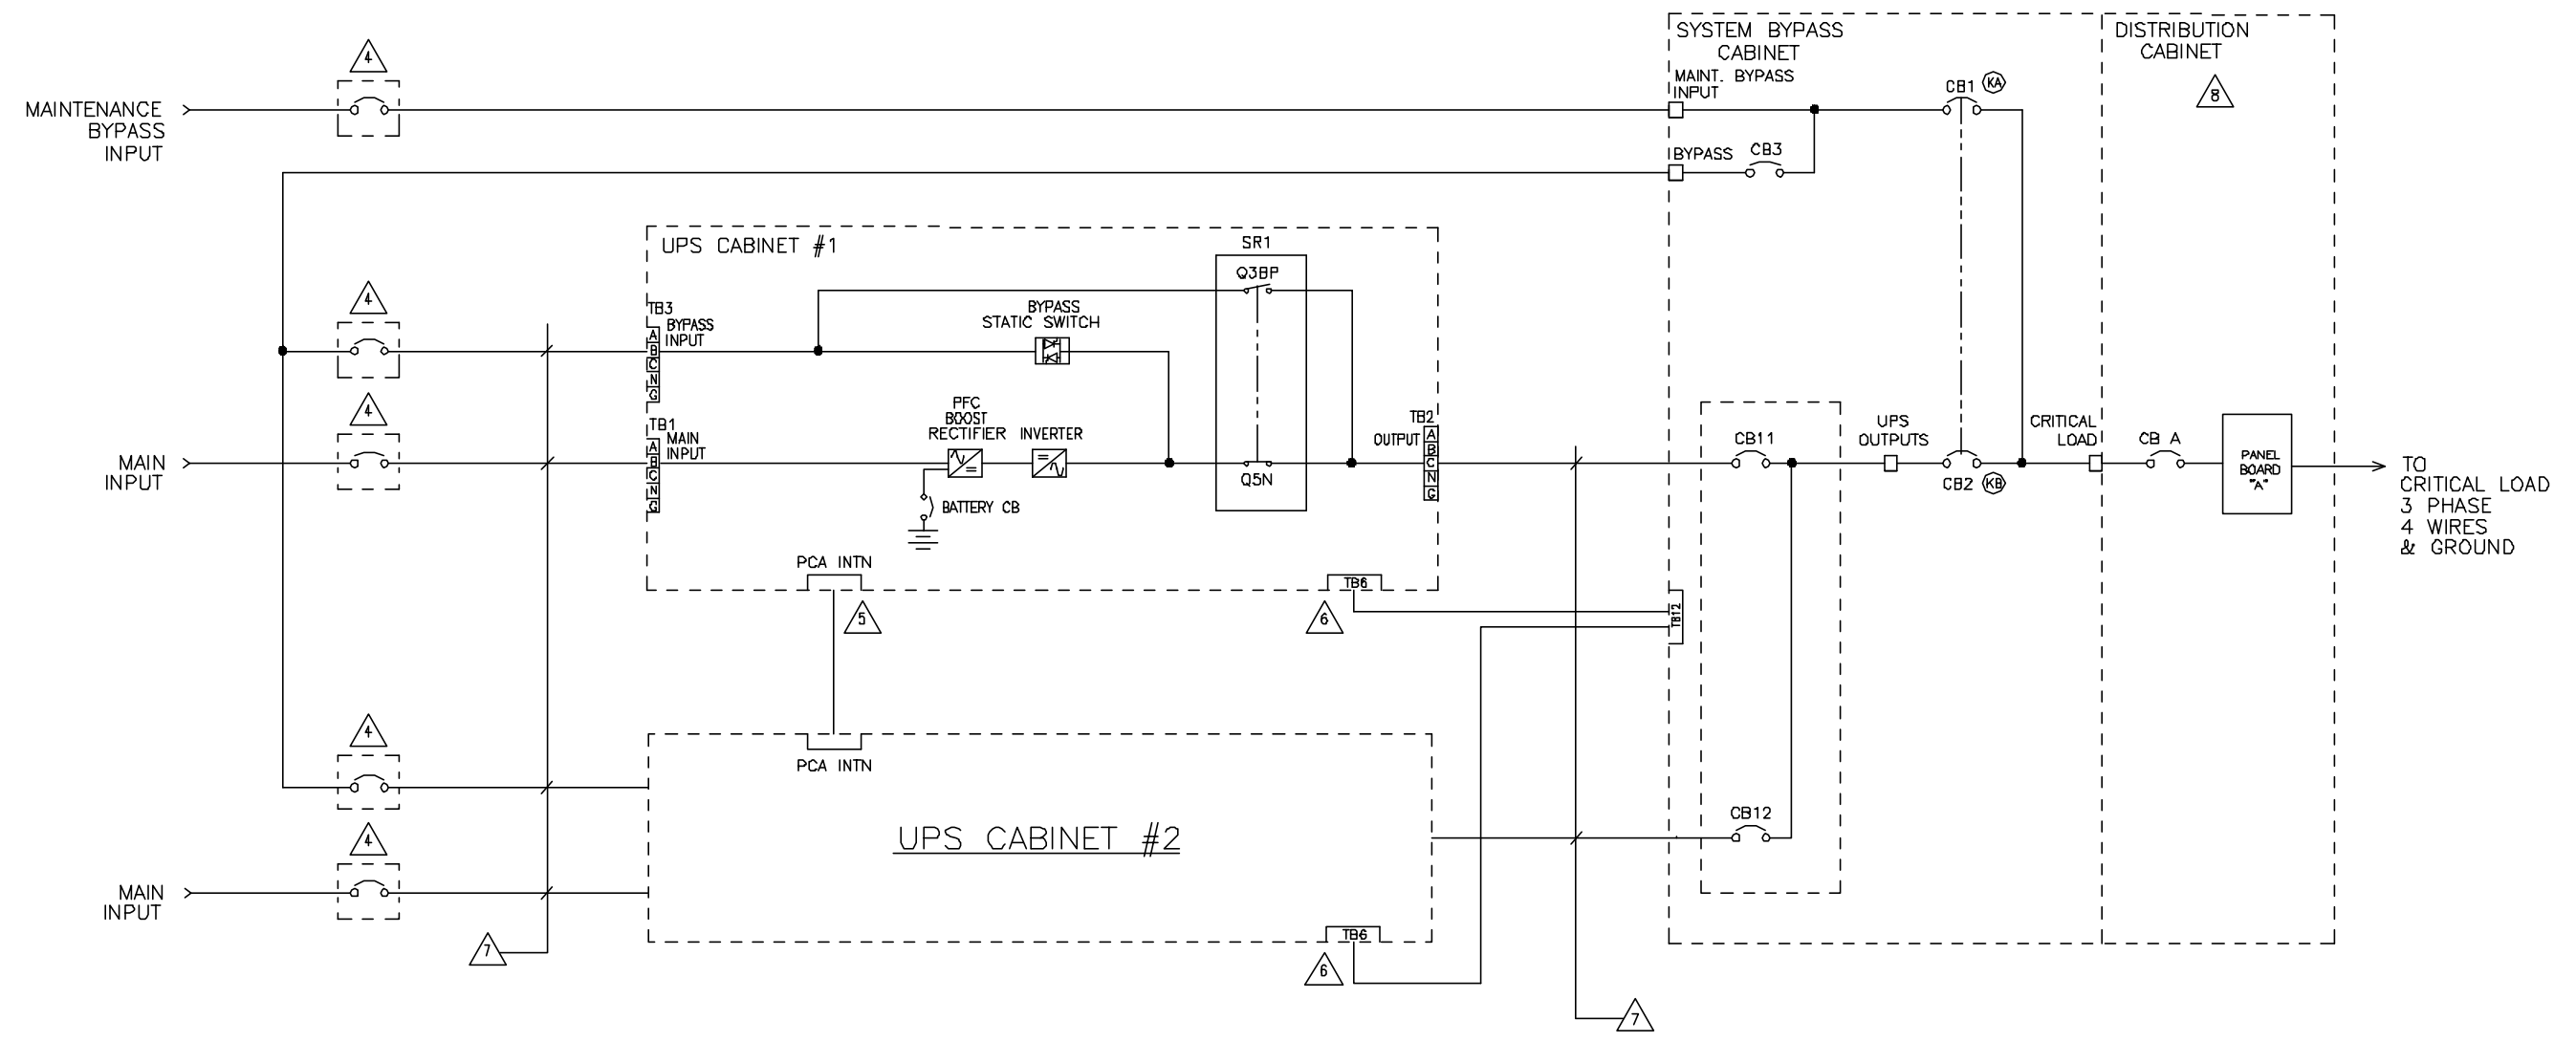 SYSTEM BYPASS
CABINET
DISTRIBUTION
CABINET
8
4
MAINTENANCE
BYPASS
INPUT
MAINT. BYPASS
INPUT
CB1
KA
BYPASS
CB3
UPS CABINET #1
SR1
Q3BP
4
TB3
BYPASS
INPUT
A
B
C
N
G
BYPASS
STATIC SWITCH
4
MAIN
INPUT
TB1
MAIN
INPUT
A
B
C
N
G
PFC
BOOST
RECTIFIER
INVERTER
BATTERY CB
Q5N
TB2
OUTPUT
A
B
C
N
G
CB11
UPS
OUTPUTS
CB2
KB
CRITICAL
LOAD
CB A
PANEL
BOARD
"A"
TO
CRITICAL LOAD
3 PHASE
4 WIRES
& GROUND
PCA INTN
5
TB6
6
TB12
4
PCA INTN
UPS CABINET #2
CB12
4
MAIN
INPUT
7
TB6
6
7